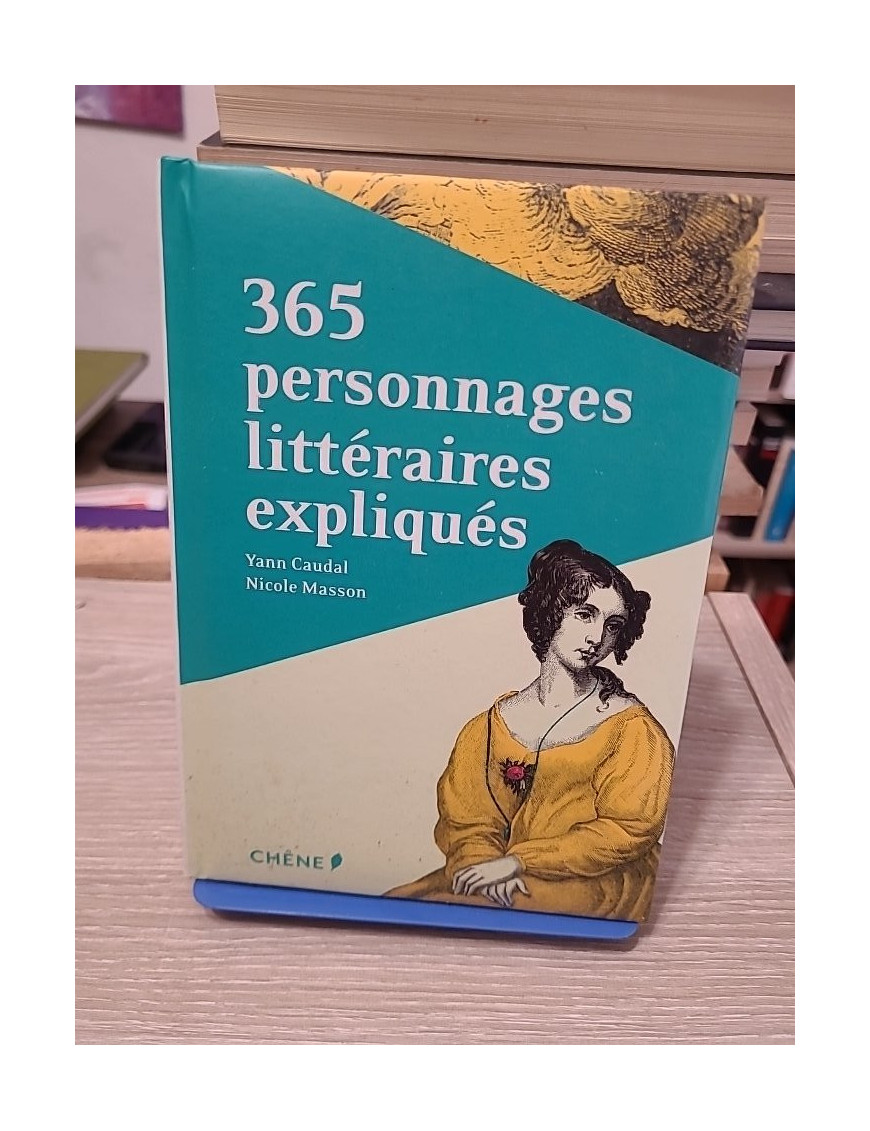 365
personnages
littéraires
expliqués
Yann Caudal
Nicole Masson
CHÊNE